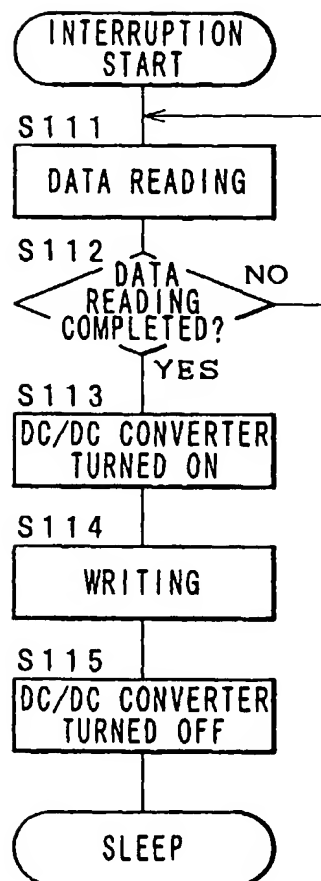 INTERRUPTION
START
S111
DATA READING
S112
DATA
READING
COMPLETED?
NO
YES
S113
DC/DC CONVERTER
TURNED ON
S114
WRITING
S115
DC/DC CONVERTER
TURNED OFF
SLEEP